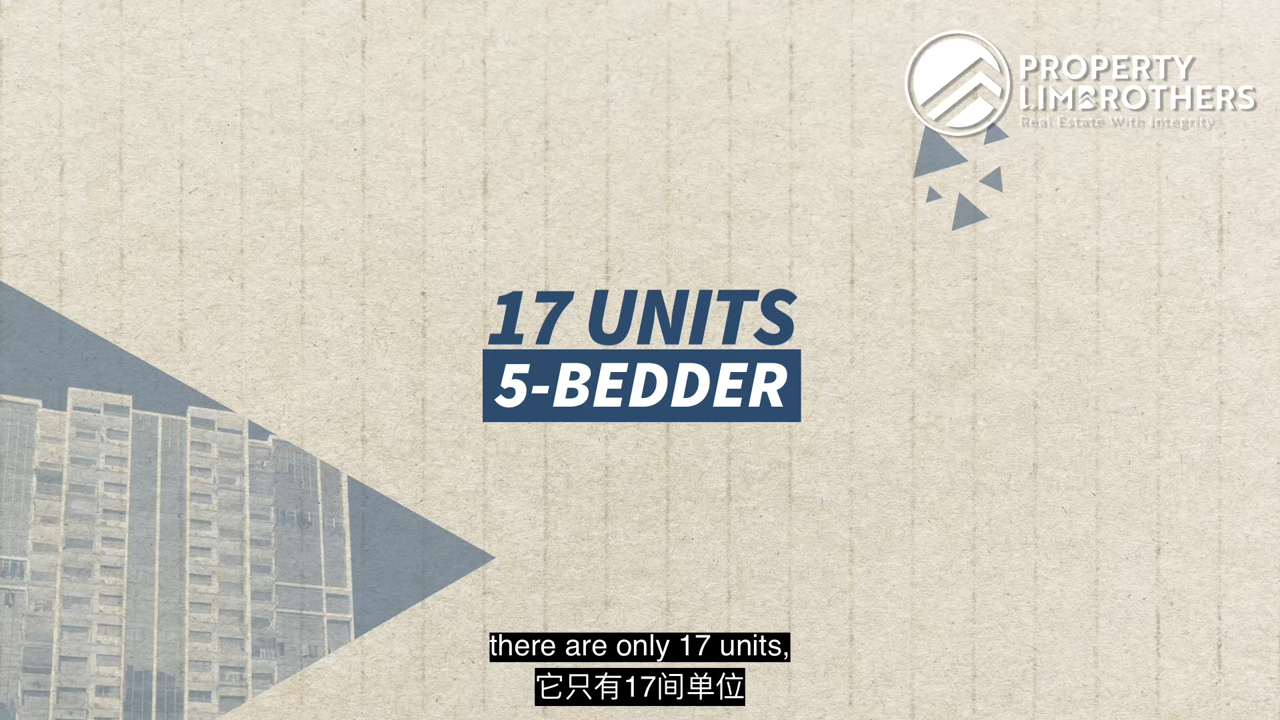 PROPERTY
LIMBROTHERS
Real Estate With Integrity
17 UNITS
5-BEDDER
there are only 17 units,
它只有17间单位